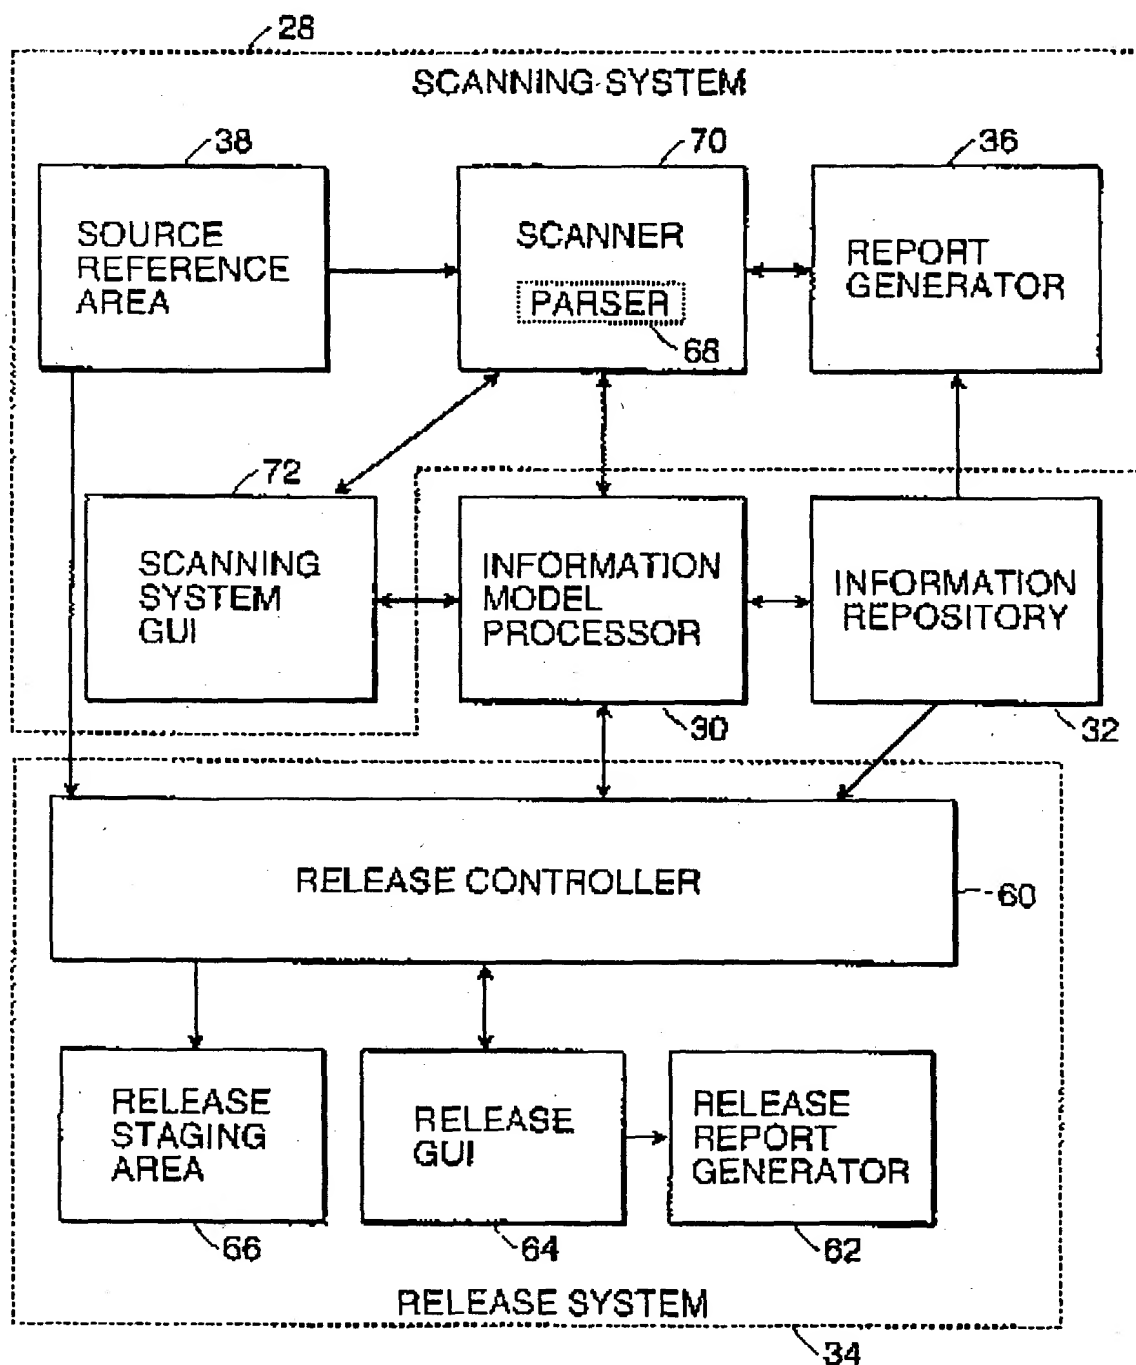 28
SCANNING SYSTEM
38
70
36
SOURCE
REFERENCE
AREA
SCANNER
PARSER
68
REPORT
GENERATOR
72
SCANNING
SYSTEM
GUI
INFORMATION
MODEL
PROCESSOR
INFORMATION
REPOSITORY
30
32
RELEASE CONTROLLER
60
RELEASE
STAGING
AREA
RELEASE
GUI
RELEASE
REPORT
GENERATOR
66
64
62
RELEASE SYSTEM
34